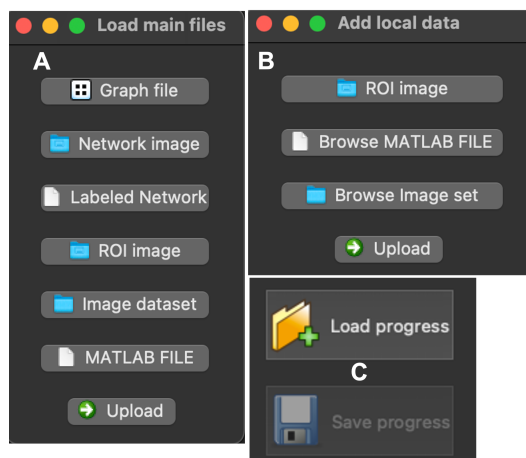 Load main files
A
Graph file
Network image
Labeled Network
ROI image
Image dataset
MATLAB FILE
Upload
Add local data
B
ROI image
Browse MATLAB FILE
Browse Image set
Upload
Load progress
C
Save progress